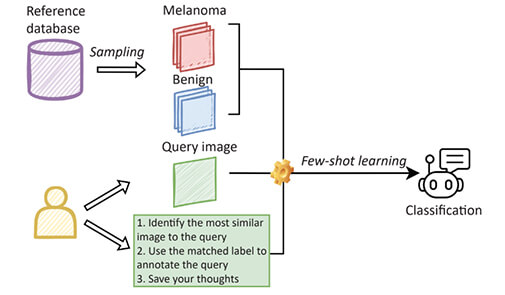 Reference
database
Sampling
Melanoma
Benign
Query image
Few-shot learning
Classification
1. Identify the most similar
image to the query
2. Use the matched label to
annotate the query
3. Save your thoughts